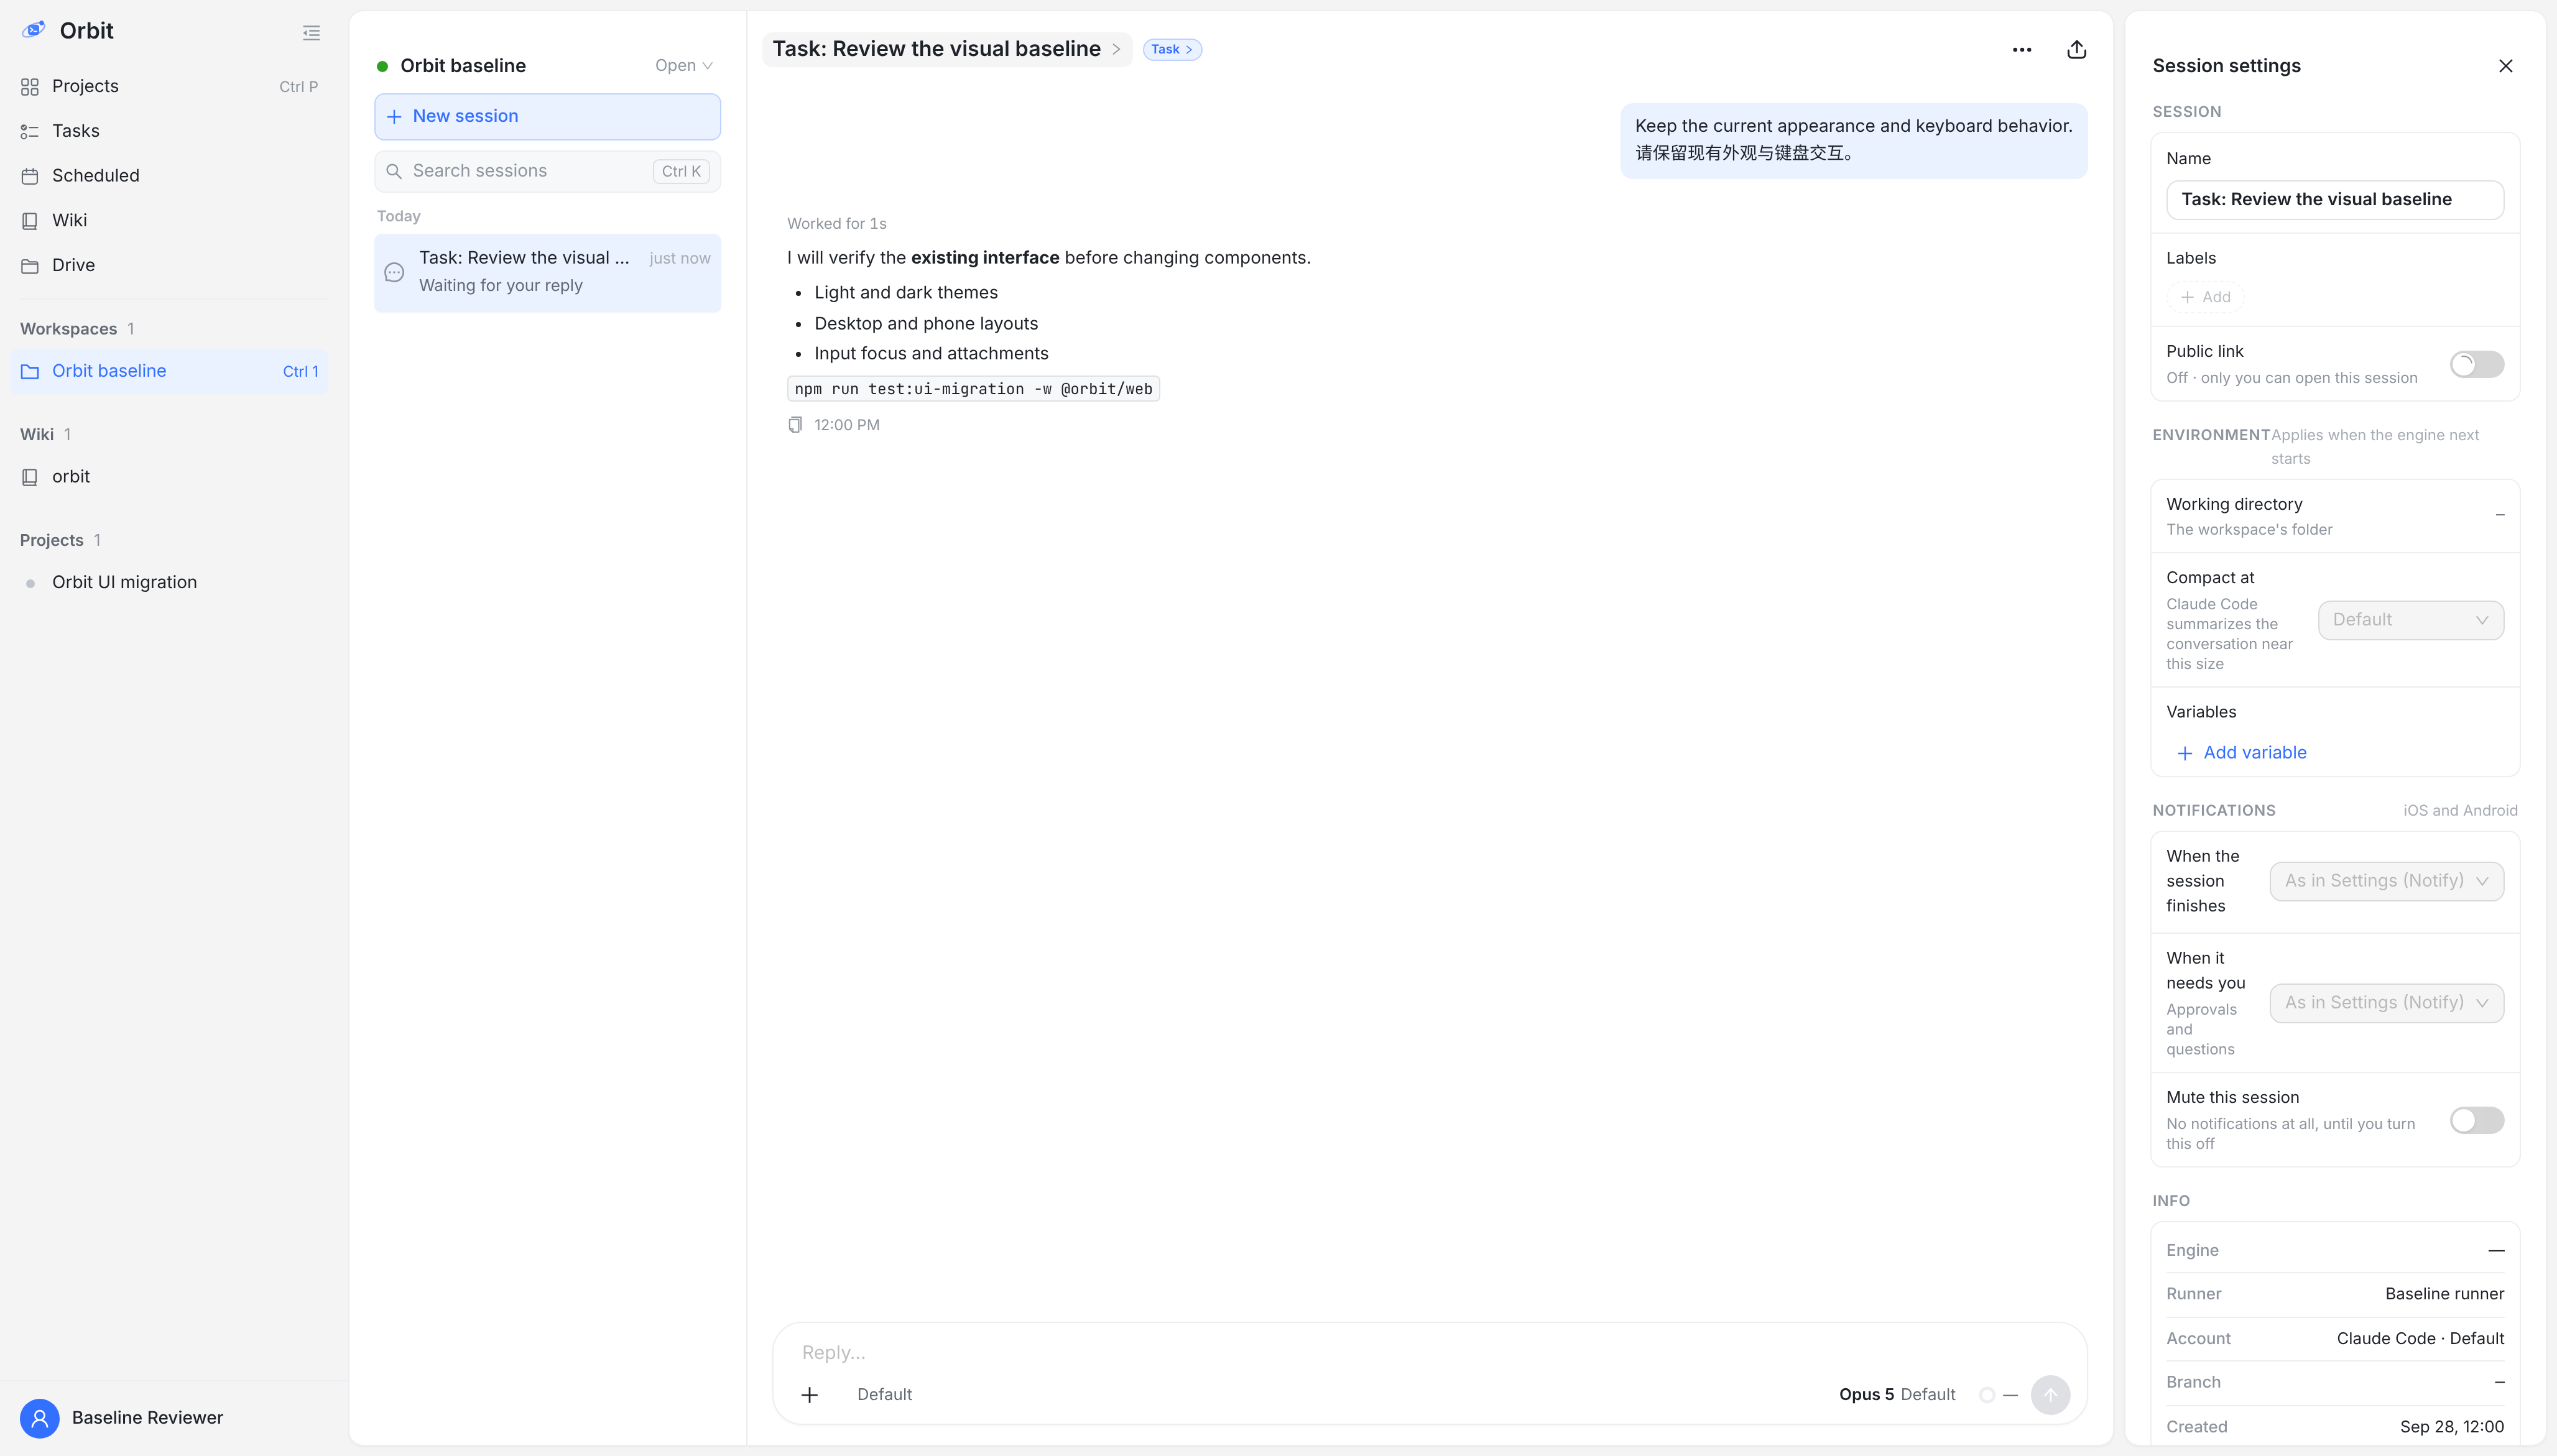 Orbit
Projects Ctrl P
Tasks
Scheduled
Wiki
Drive
Workspaces 1
Orbit baseline Ctrl 1
Wiki 1
orbit
Projects 1
Orbit UI migration
Baseline Reviewer
Orbit baseline Open
New session
Search sessions Ctrl K
Today
Task: Review the visual ... just now
Waiting for your reply
Task: Review the visual baseline Task
Keep the current appearance and keyboard behavior.
请保留现有外观与键盘交互。
Worked for 1s
I will verify the existing interface before changing components.
• Light and dark themes
• Desktop and phone layouts
• Input focus and attachments
npm run test:ui-migration -w @orbit/web
12:00 PM
Reply...
Default Opus 5 Default —
Session settings
SESSION
Name
Task: Review the visual baseline
Labels
Add
Public link
Off · only you can open this session
ENVIRONMENT Applies when the engine next
starts
Working directory –
The workspace's folder
Compact at
Claude Code
summarizes the
conversation near
this size
Default
Variables
Add variable
NOTIFICATIONS iOS and Android
When the
session
finishes
As in Settings (Notify)
When it
needs you
Approvals
and
questions
As in Settings (Notify)
Mute this session
No notifications at all, until you turn
this off
INFO
Engine —
Runner Baseline runner
Account Claude Code · Default
Branch –
Created Sep 28, 12:00